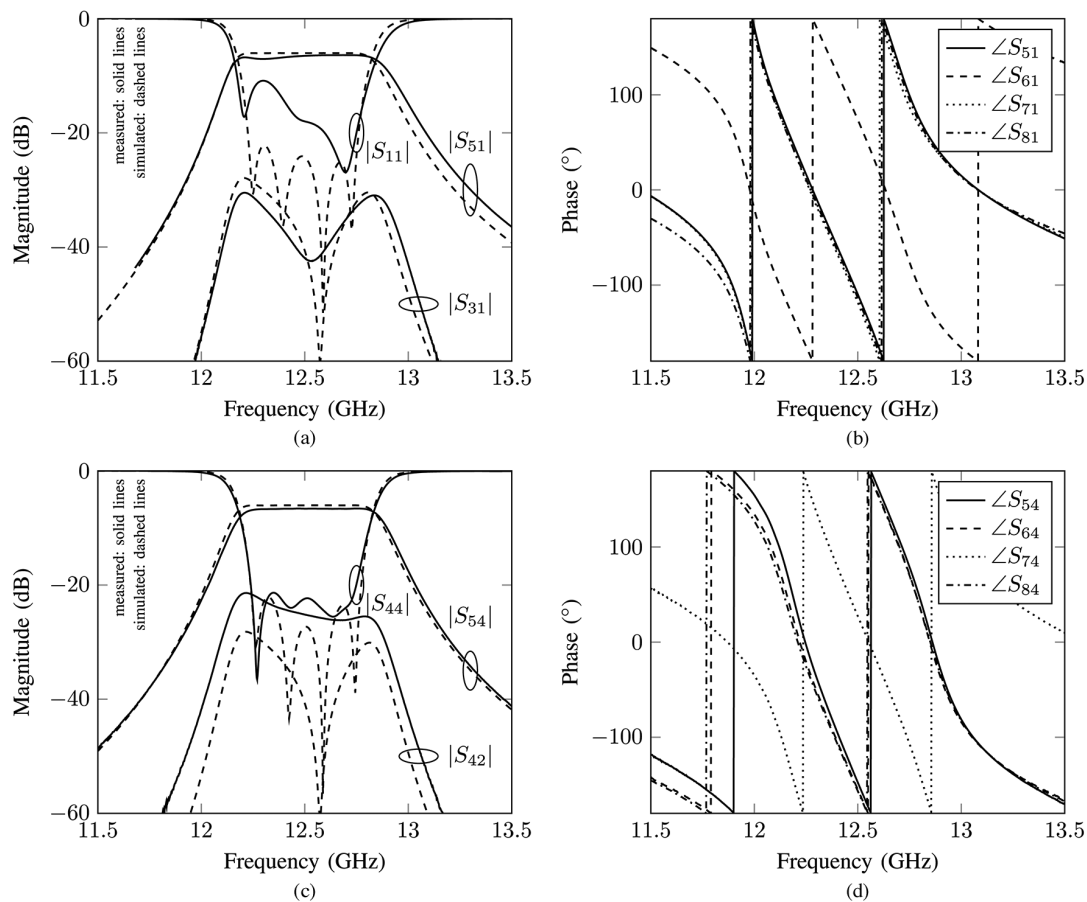 0
−20
−40
−60
Magnitude (dB)
measured: solid lines
simulated: dashed lines
|S11|
|S51|
|S31|
11.5 12 12.5 13 13.5
Frequency (GHz)
(a)
100
0
−100
Phase (°)
∠S51
∠S61
∠S71
∠S81
11.5 12 12.5 13 13.5
Frequency (GHz)
(b)
0
−20
−40
−60
Magnitude (dB)
measured: solid lines
simulated: dashed lines
|S44|
|S54|
|S42|
11.5 12 12.5 13 13.5
Frequency (GHz)
(c)
100
0
−100
Phase (°)
∠S54
∠S64
∠S74
∠S84
11.5 12 12.5 13 13.5
Frequency (GHz)
(d)